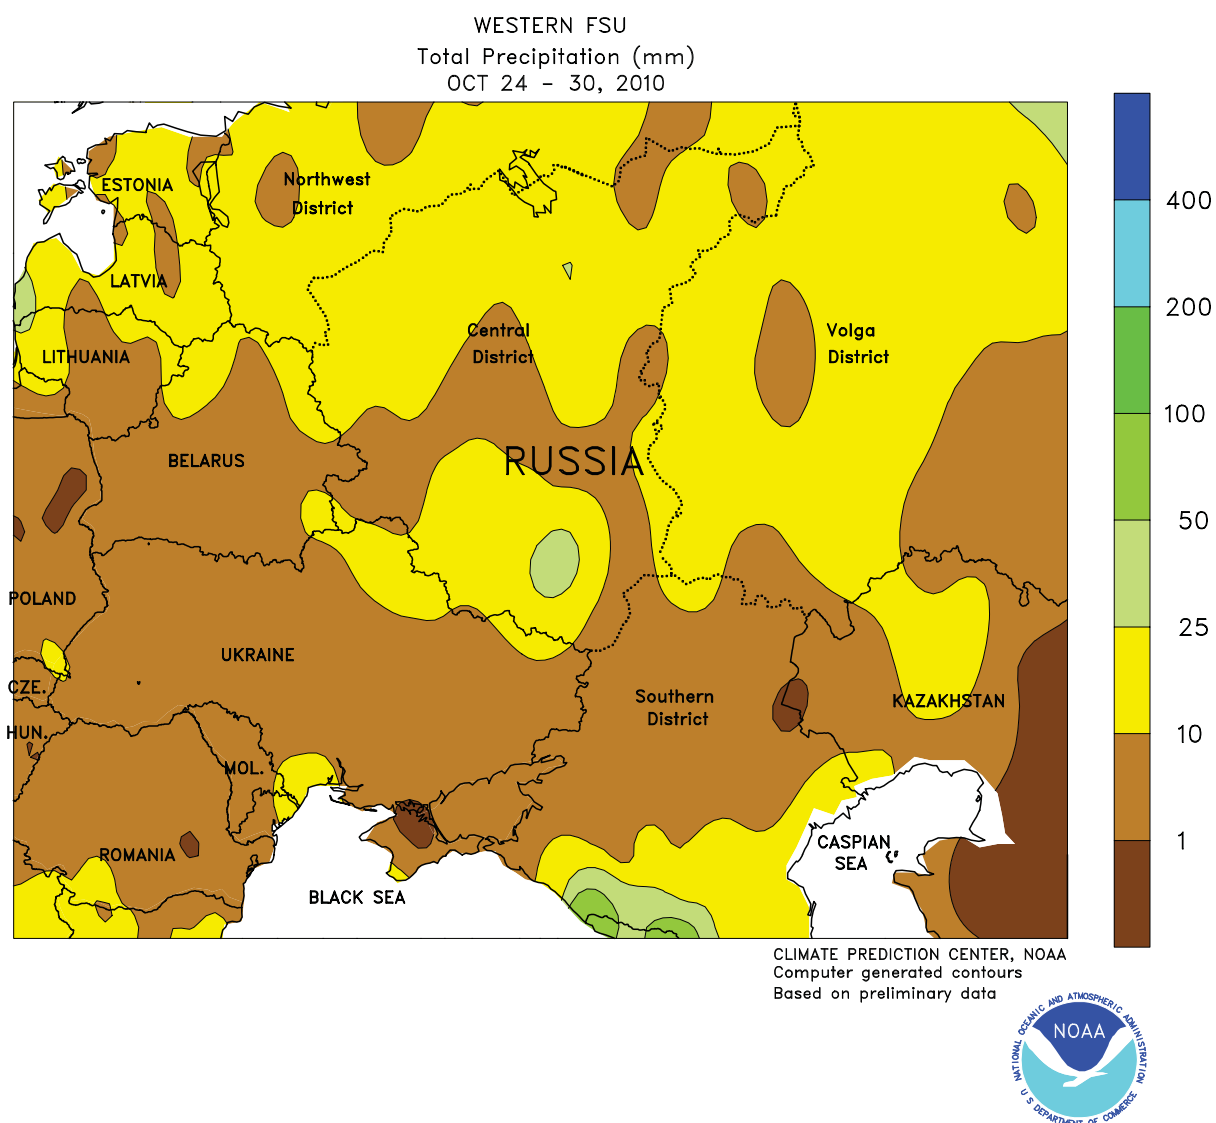 WESTERN FSU
Total Precipitation (mm)
OCT 24 - 30, 2010
Northwest
District
ESTONIA
LATVIA
LITHUANIA
Central
District
Volga
District
RUSSIA
BELARUS
POLAND
UKRAINE
CZE.
Southern
District
KAZAKHSTAN
HUN.
MOL.
ROMANIA
CASPIAN
SEA
BLACK SEA
400
200
100
50
25
10
1
CLIMATE PREDICTION CENTER, NOAA
Computer generated contours
Based on preliminary data
NATIONAL OCEANIC AND ATMOSPHERIC ADMINISTRATION
NOAA
U S DEPARTMENT OF COMMERCE